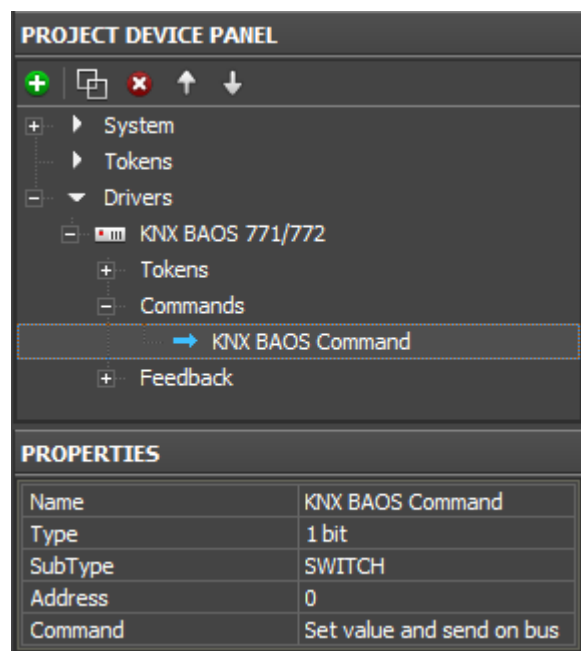 PROJECT DEVICE PANEL
System
Tokens
Drivers
KNX BAOS 771/772
Tokens
Commands
KNX BAOS Command
Feedback
PROPERTIES
Name KNX BAOS Command
Type 1 bit
SubType SWITCH
Address 0
Command Set value and send on bus